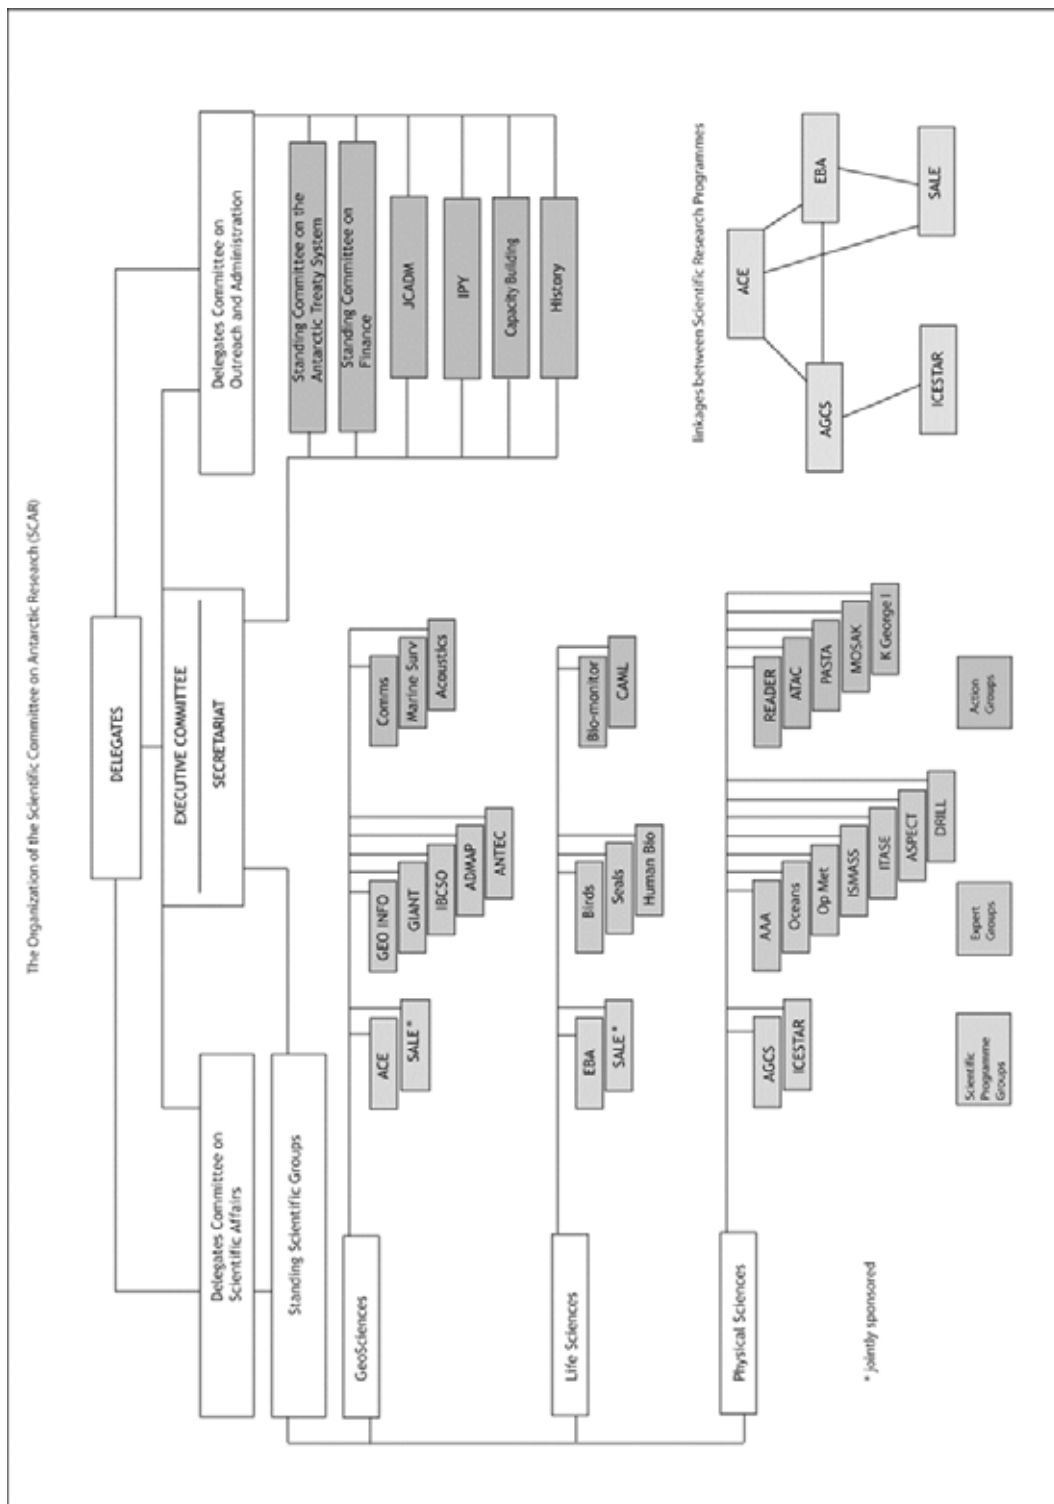 The Organization of the Scientific Committee on Antarctic Research (SCAR)
DELEGATES
EXECUTIVE COMMITTEE
SECRETARIAT
Delegates Committee on
Scientific Affairs
Delegates Committee on
Outreach and Administration
Standing Scientific Groups
Standing Committee on the
Antarctic Treaty System
Standing Committee on
Finance
JCADM
IPY
Capacity Building
History
GeoSciences
ACE
SALE *
GEO INFO
GIANT
IBCSO
ADMAP
ANTEC
Comms
Marine Surv
Acoustics
Life Sciences
EBA
SALE *
Birds
Seals
Human Bio
Bio-monitor
CAML
Physical Sciences
AGCS
ICESTAR
AAA
Oceans
Op Met
ISMASS
ITASE
ASPECT
DRILL
READER
ATAC
PASTA
MOSAK
K George I
linkages between Scientific Research Programmes
ACE
AGCS
EBA
ICESTAR
SALE
* jointly sponsored
Scientific
Programme
Groups
Expert
Groups
Action
Groups